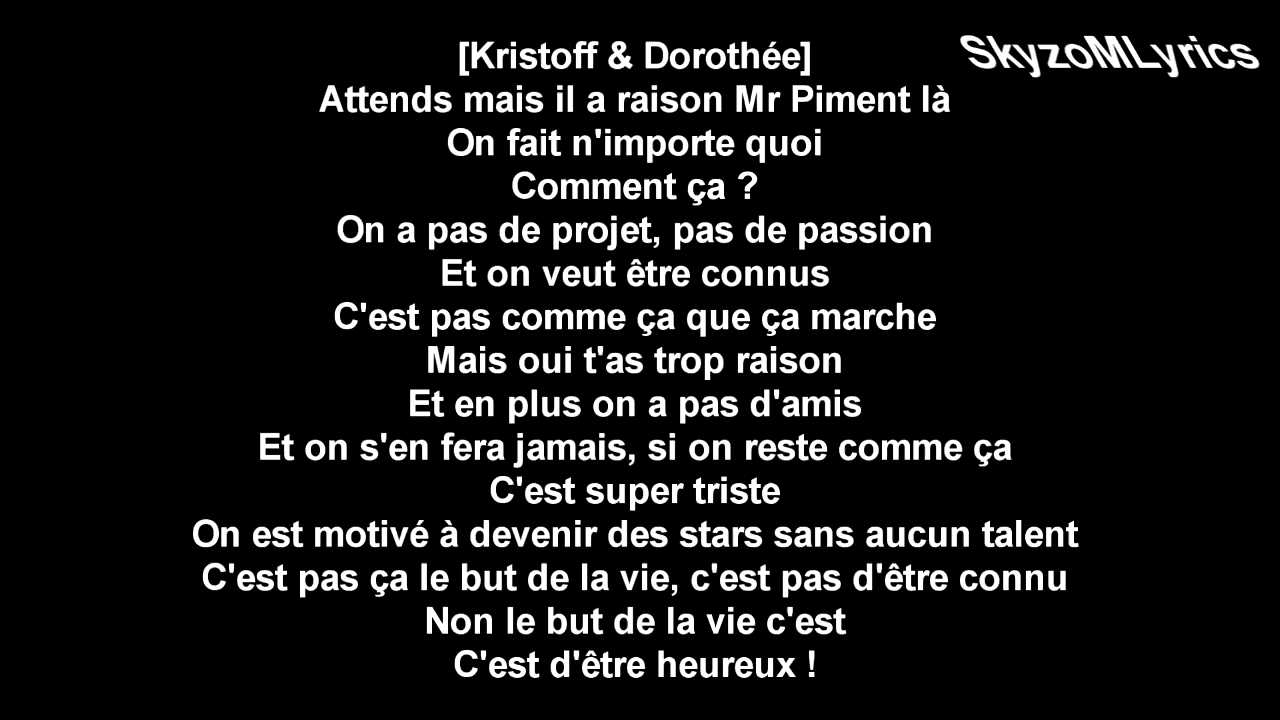 SkyzoMLyrics
[Kristoff & Dorothée]
Attends mais il a raison Mr Piment là
On fait n'importe quoi
Comment ça ?
On a pas de projet, pas de passion
Et on veut être connus
C'est pas comme ça que ça marche
Mais oui t'as trop raison
Et en plus on a pas d'amis
Et on s'en fera jamais, si on reste comme ça
C'est super triste
On est motivé à devenir des stars sans aucun talent
C'est pas ça le but de la vie, c'est pas d'être connu
Non le but de la vie c'est
C'est d'être heureux !